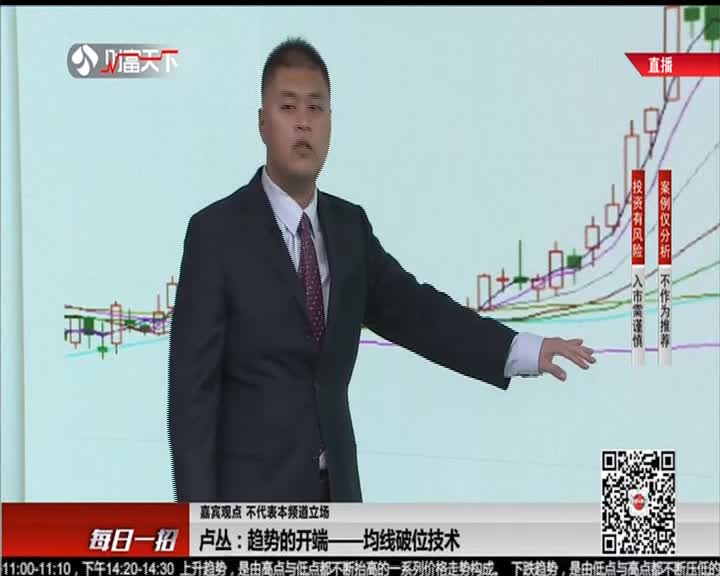 财富天下
直播
案例仅分析 不作为推荐
投资有风险 入市需谨慎
嘉宾观点 不代表本频道立场
每日一招
卢丛：趋势的开端——均线破位技术
11:00-11:10，下午14:20-14:30 上升趋势，是由高点与低点都不断抬高的一系列价格走势构成。 下跌趋势，是由低点与高点都不断压低的